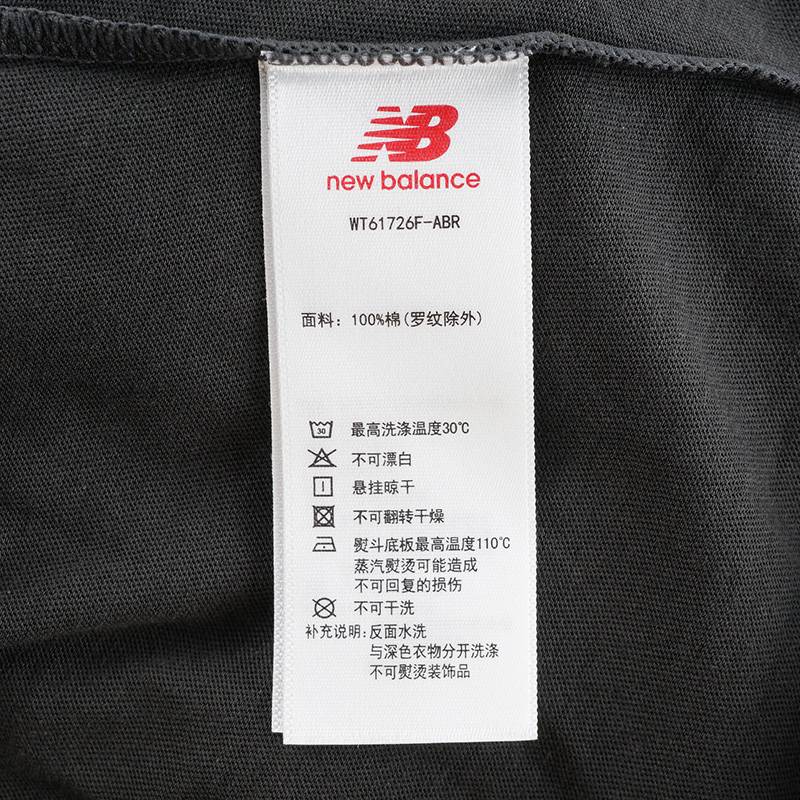 NB
new balance
WT61726F-ABR
面料：100%棉(罗纹除外)
30
最高洗涤温度30℃
不可漂白
悬挂晾干
不可翻转干燥
熨斗底板最高温度110℃
蒸汽熨烫可能造成
不可回复的损伤
不可干洗
补充说明:反面水洗
与深色衣物分开洗涤
不可熨烫装饰品